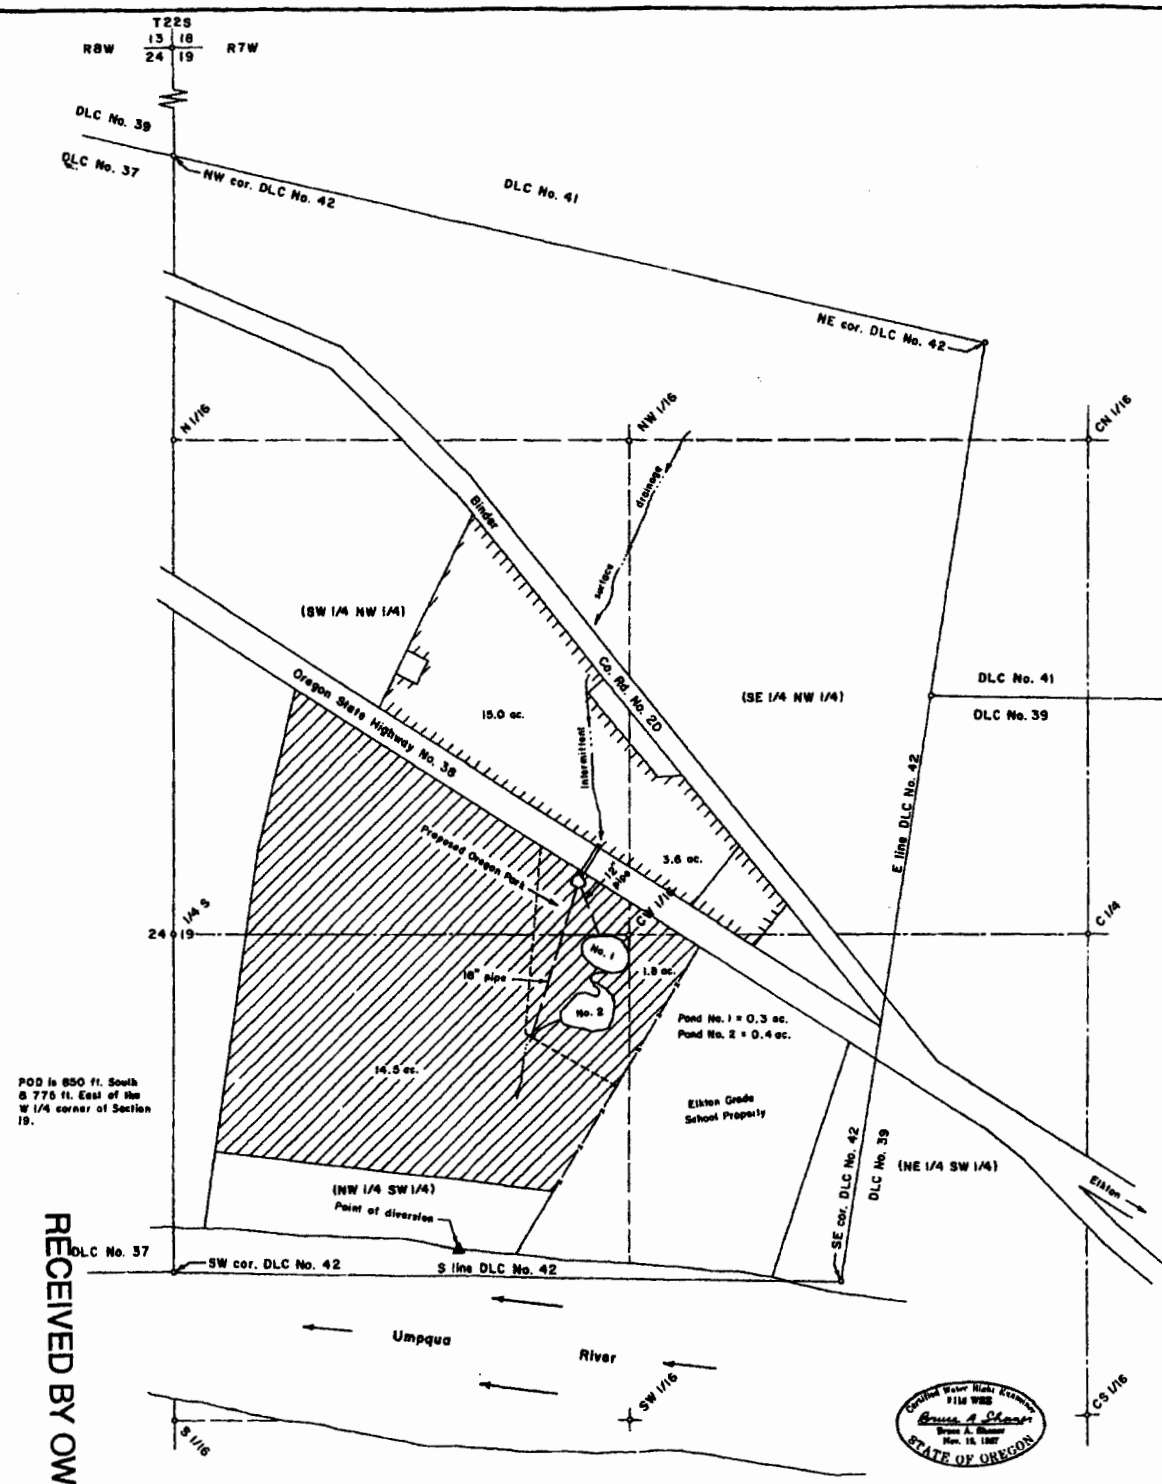 T22S
R8W
13 18
24 19
R7W
DLC No. 39
DLC No. 37
NW cor. DLC No. 42
DLC No. 41
NE cor. DLC No. 42
N 1/16
NW 1/16
CN 1/16
surface drainage
Binder
Co. Rd. No. 20
(SW 1/4 NW 1/4)
(SE 1/4 NW 1/4)
DLC No. 41
DLC No. 39
Oregon State Highway No. 38
15.0 ac.
Intermittent
E line DLC No. 42
Proposed Oregon Park
12" pipe
3.6 ac.
CW 1/16
1/4 S
24 19
C 1/4
No. 1
18" pipe
1.8 ac.
No. 2
Pond No. 1 = 0.3 ac.
Pond No. 2 = 0.4 ac.
14.5 ac.
POD is 850 ft. South
& 775 ft. East of the
W 1/4 corner of Section
19.
Elkton Grade
School Property
(NW 1/4 SW 1/4)
Point of diversion
SE cor. DLC No. 42
DLC No. 39
(NE 1/4 SW 1/4)
Elkton
DLC No. 37
SW cor. DLC No. 42
S line DLC No. 42
Umpqua River
RECEIVED BY OW
S 1/16
SW 1/16
CS 1/16
Certified Water Right Examiner
Bruce A. Shaner
Bruce A. Shaner
STATE OF OREGON